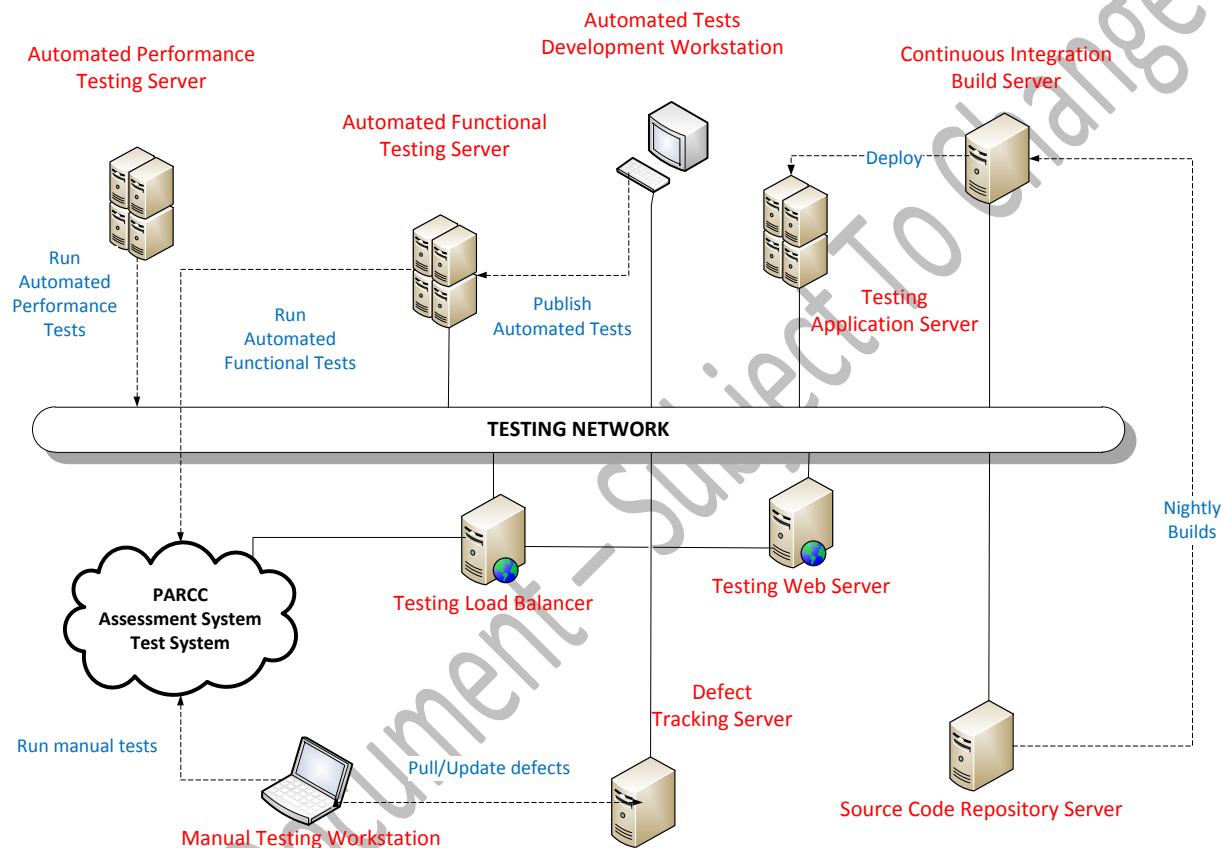 Automated Tests
Development Workstation
Automated Performance
Testing Server
Continuous Integration
Build Server
Automated Functional
Testing Server
Deploy
Run
Automated
Performance
Tests
Publish
Automated Tests
Run
Automated
Functional Tests
Testing
Application Server
TESTING NETWORK
Nightly
Builds
PARCC
Assessment System
Test System
Testing Load Balancer
Testing Web Server
Defect
Tracking Server
Run manual tests
Pull/Update defects
Source Code Repository Server
Manual Testing Workstation
ocument – Subject To Change